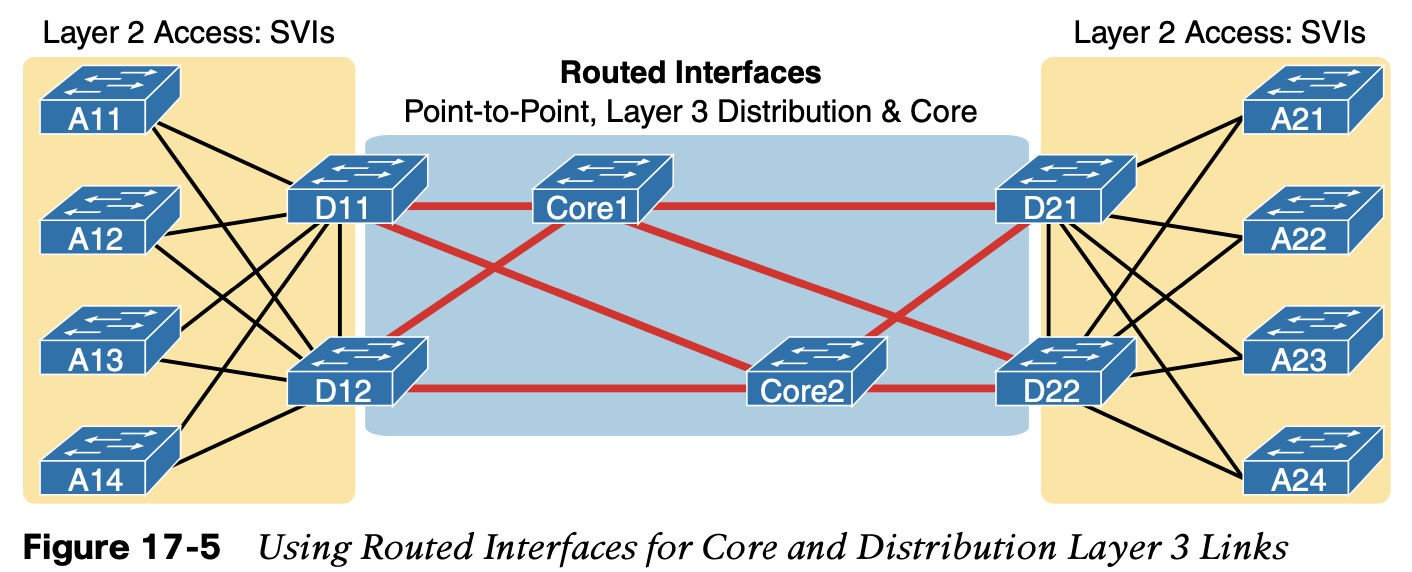 Layer 2 Access: SVIs
Layer 2 Access: SVIs
Routed Interfaces
Point-to-Point, Layer 3 Distribution & Core
A11
A21
D11
Core1
D21
A12
A22
A13
A23
D12
Core2
D22
A14
A24
Figure 17-5 Using Routed Interfaces for Core and Distribution Layer 3 Links